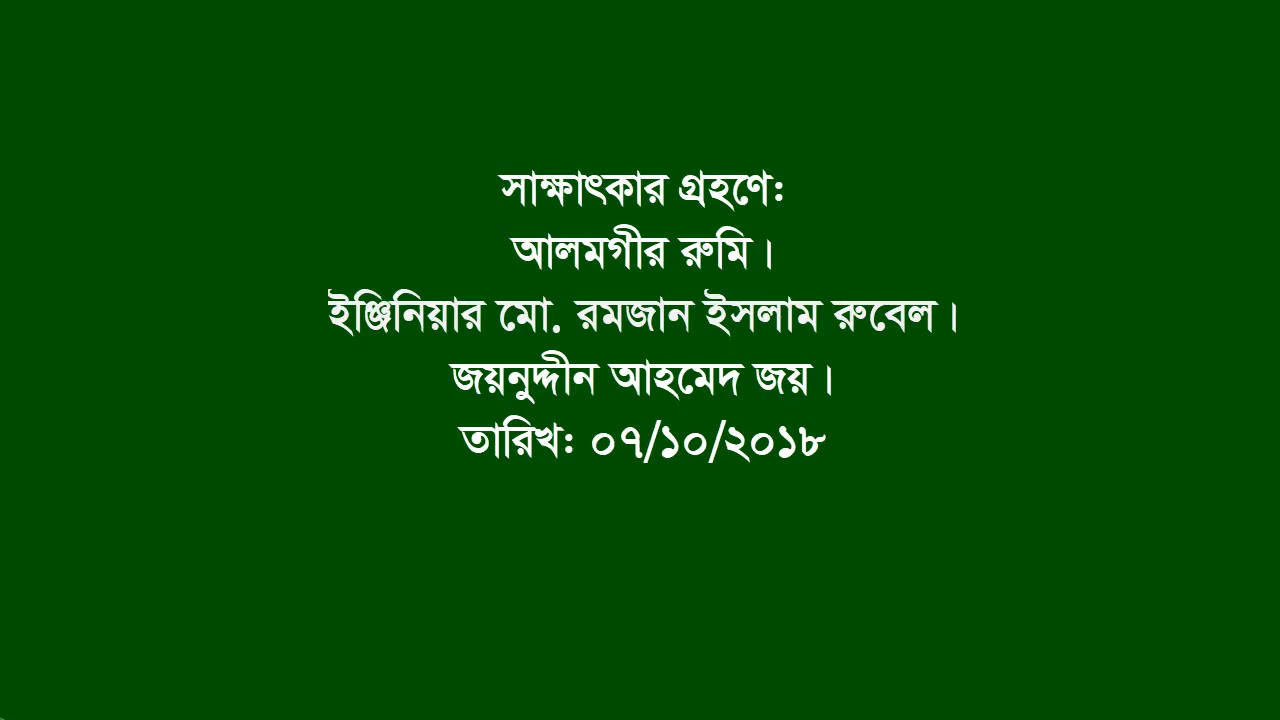 সাক্ষাৎকার গ্রহণে:
আলমগীর রুমি।
ইঞ্জিনিয়ার মো. রমজান ইসলাম রুবেল।
জয়নুদ্দীন আহমেদ জয়।
তারিখ: ০৭/১০/২০১৮